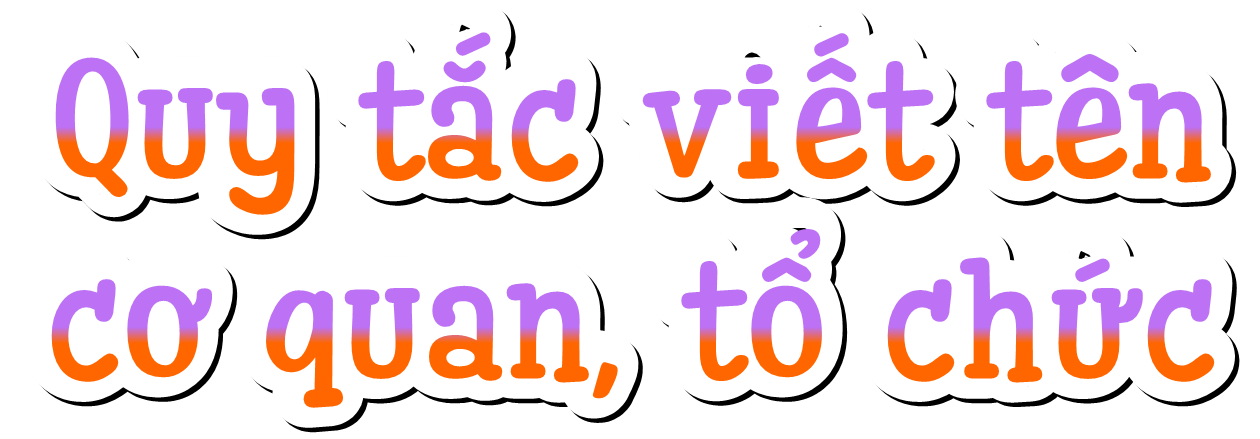 Quy tắc viết tên
cơ quan, tổ chức